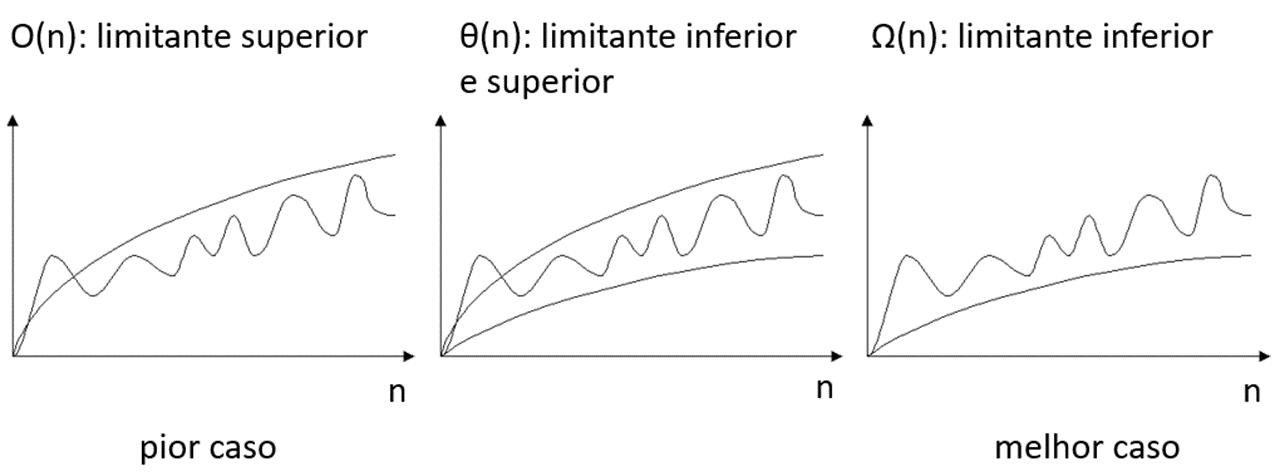 O(n): limitante superior
θ(n): limitante inferior
e superior
Ω(n): limitante inferior
n
n
n
pior caso
melhor caso